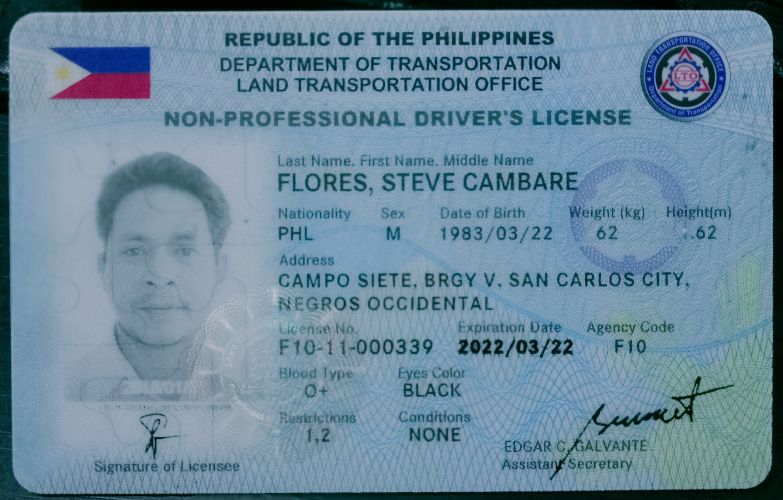 REPUBLIC OF THE PHILIPPINES
DEPARTMENT OF TRANSPORTATION
LAND TRANSPORTATION OFFICE
LAND TRANSPORTATION OFFICE
LTO
Department of Transportation
NON-PROFESSIONAL DRIVER'S LICENSE
Last Name. First Name. Middle Name
FLORES, STEVE CAMBARE
Nationality Sex Date of Birth Weight (kg) Height(m)
PHL M 1983/03/22 62 .62
Address
CAMPO SIETE, BRGY V. SAN CARLOS CITY,
NEGROS OCCIDENTAL
License No. Expiration Date Agency Code
F10-11-000339 2022/03/22 F10
Blood Type Eyes Color
O+ BLACK
Restrictions Conditions
1,2 NONE
EDGAR C. GALVANTE
Assistant Secretary
Signature of Licensee